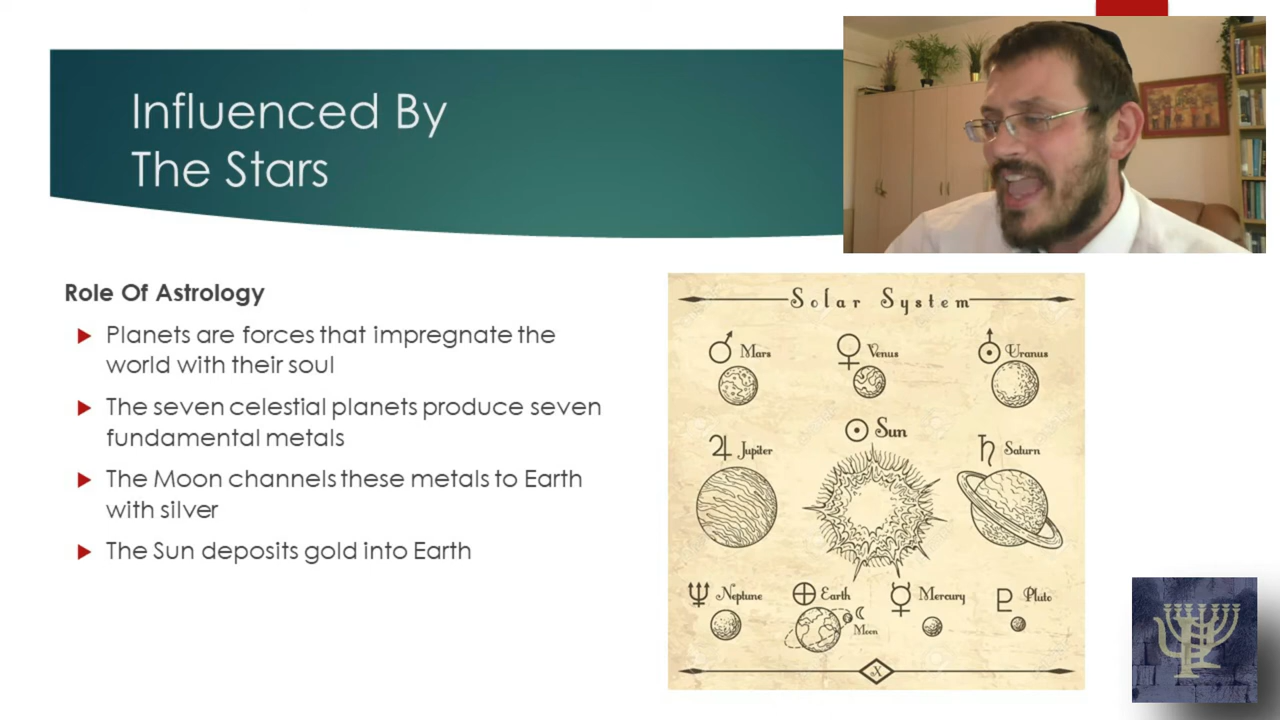 Influenced By
The Stars
Role Of Astrology
Planets are forces that impregnate the
world with their soul
The seven celestial planets produce seven
fundamental metals
The Moon channels these metals to Earth
with silver
The Sun deposits gold into Earth
Solar System
Mars
Venus
Uranus
Sun
Jupiter
Saturn
Neptune
Earth
Mercury
Pluto
Moon
X